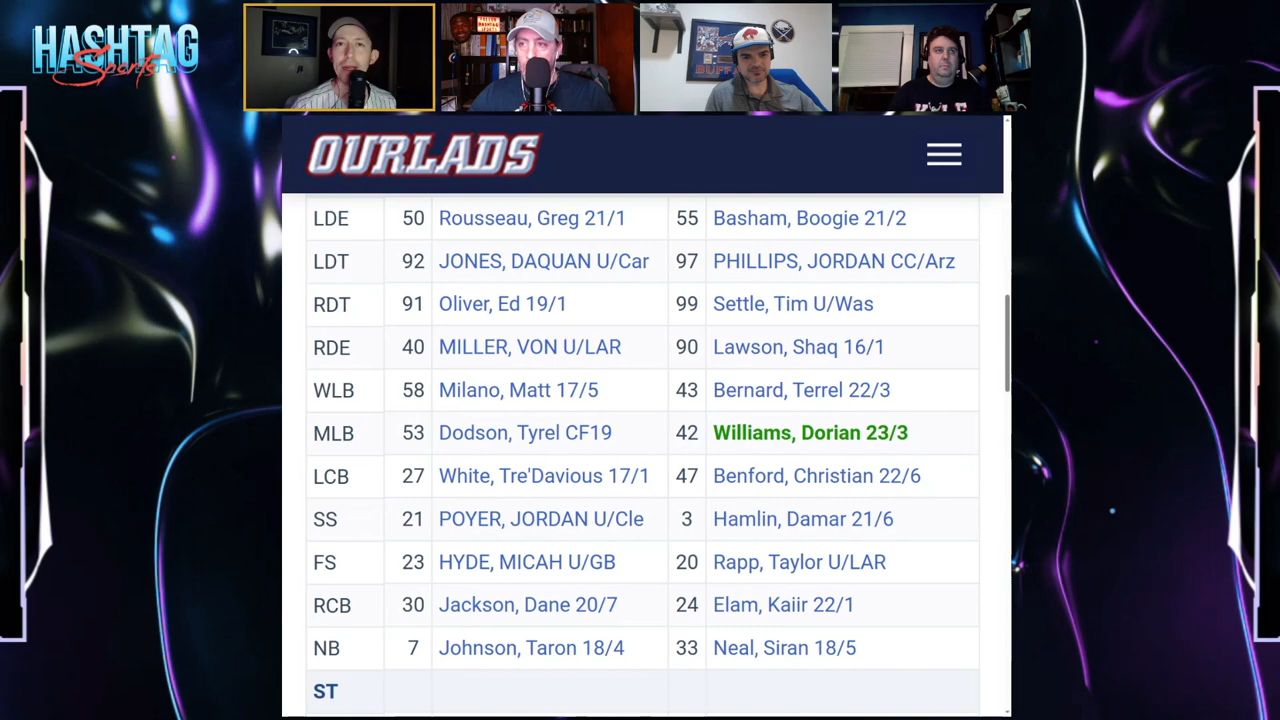 HASHTAG
Sports
BUFFA
OURLADS
LDE 50 Rousseau, Greg 21/1 55 Basham, Boogie 21/2
LDT 92 JONES, DAQUAN U/Car 97 PHILLIPS, JORDAN CC/Arz
RDT 91 Oliver, Ed 19/1 99 Settle, Tim U/Was
RDE 40 MILLER, VON U/LAR 90 Lawson, Shaq 16/1
WLB 58 Milano, Matt 17/5 43 Bernard, Terrel 22/3
MLB 53 Dodson, Tyrel CF19 42 Williams, Dorian 23/3
LCB 27 White, Tre'Davious 17/1 47 Benford, Christian 22/6
SS 21 POYER, JORDAN U/Cle 3 Hamlin, Damar 21/6
FS 23 HYDE, MICAH U/GB 20 Rapp, Taylor U/LAR
RCB 30 Jackson, Dane 20/7 24 Elam, Kaiir 22/1
NB 7 Johnson, Taron 18/4 33 Neal, Siran 18/5
ST